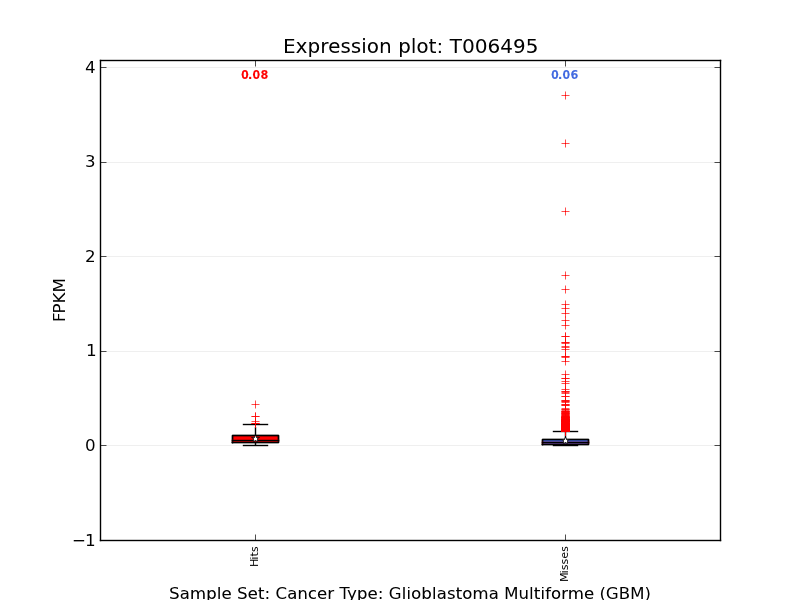 Expression plot: T006495
0.08
0.06
4
3
2
1
0
−1
FPKM
Hits
Misses
Sample Set: Cancer Type: Glioblastoma Multiforme (GBM)